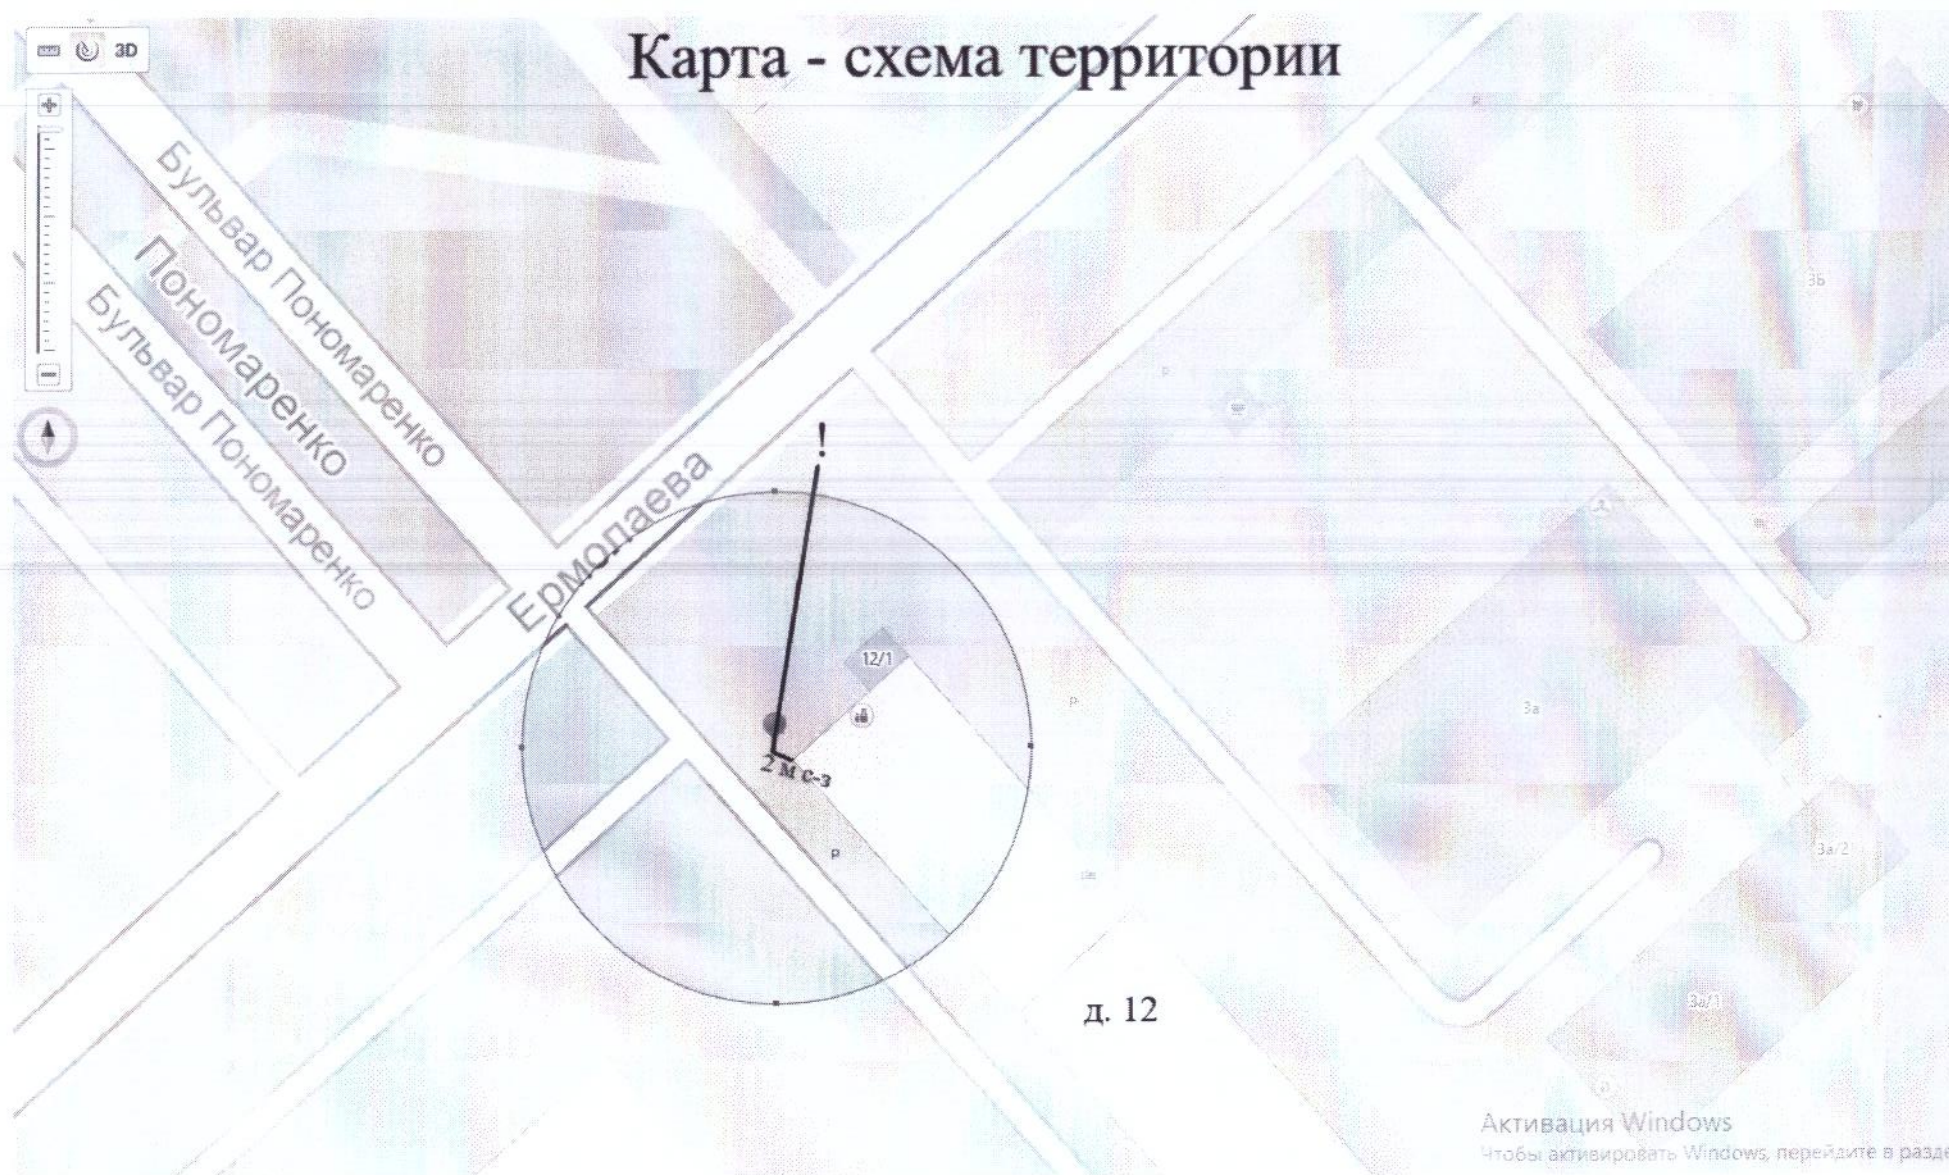 Карта - схема территории
3D
Бульвар Пономаренко
Пономаренко
Бульвар Пономаренко
Ермолаева
!
12/1
2 м с-з
P
д. 12
P
P
P
3Б
3а
3а/2
3а/1
Активация Windows
Чтобы активировать Windows, перейдите в разде